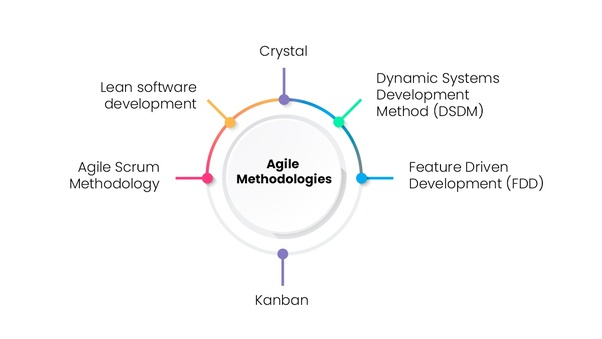 Crystal
Lean software
development
Dynamic Systems
Development
Method (DSDM)
Agile Scrum
Methodology
Agile
Methodologies
Feature Driven
Development (FDD)
Kanban